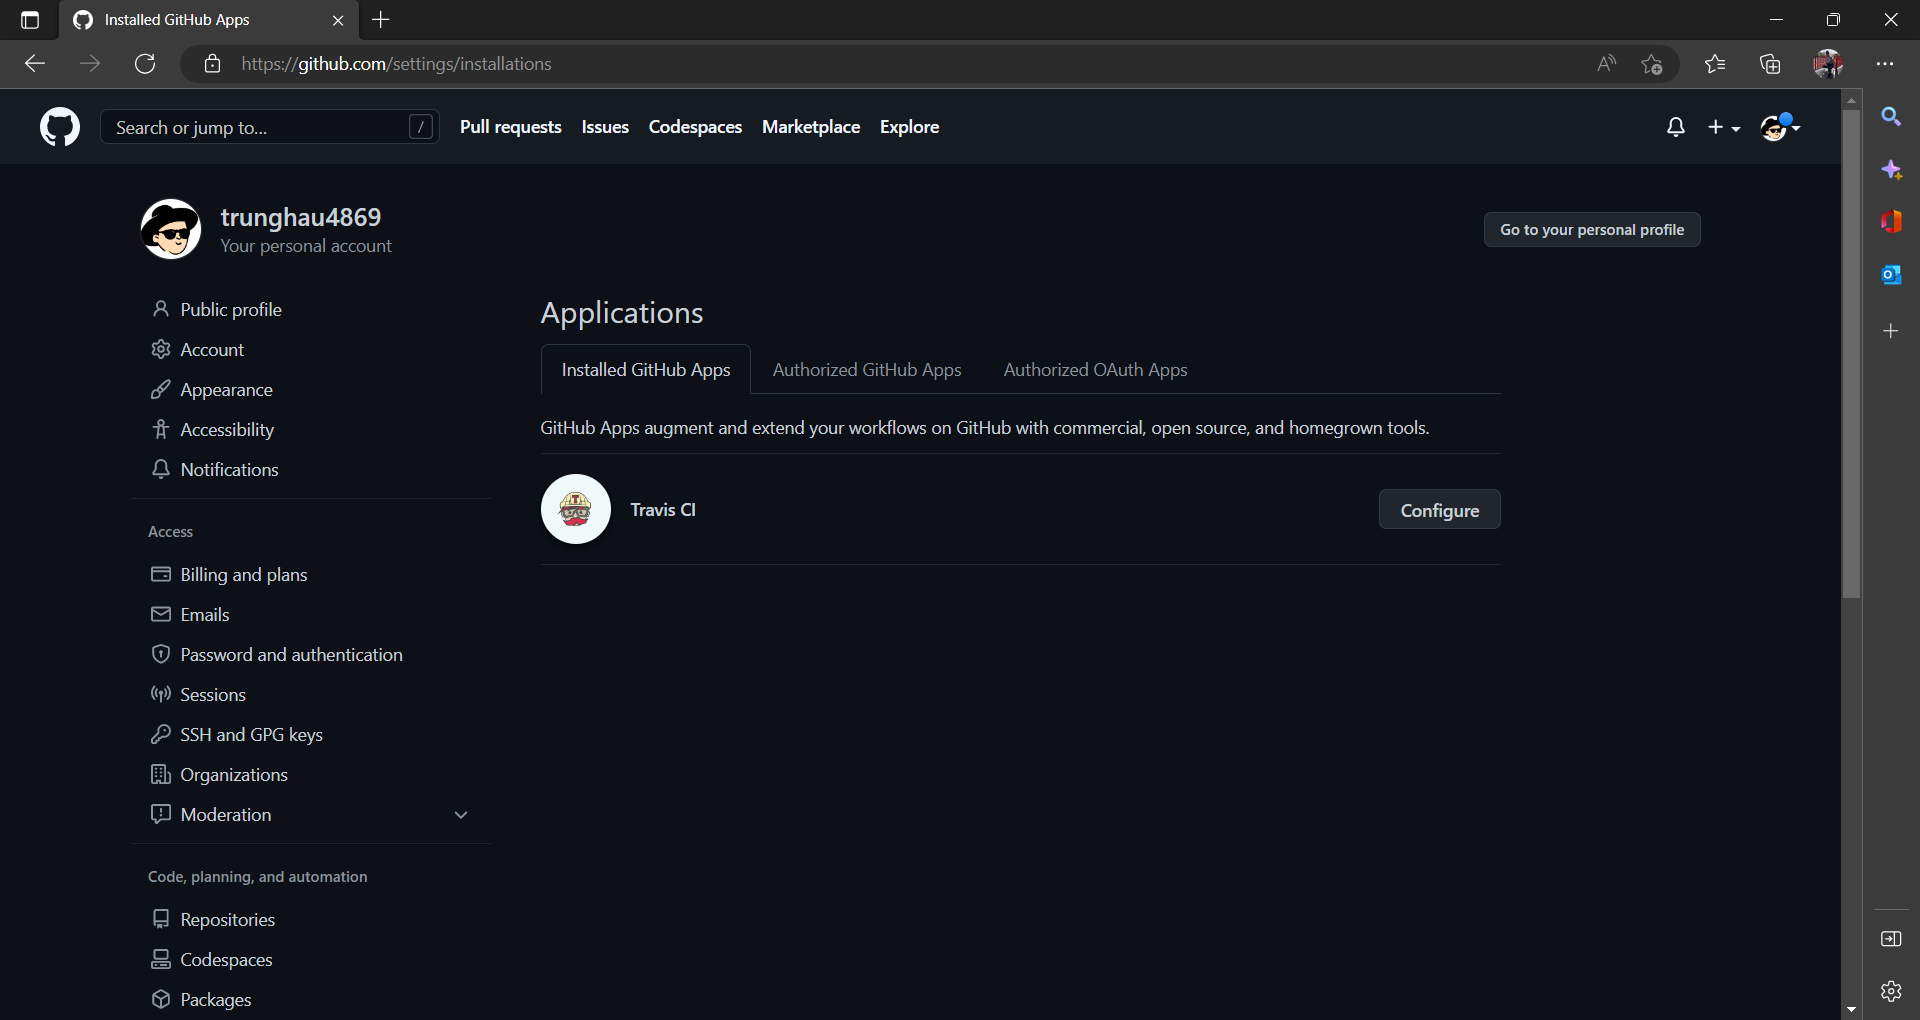 Installed GitHub Apps
https://github.com/settings/installations
Search or jump to... /
Pull requests Issues Codespaces Marketplace Explore
trunghau4869
Your personal account
Go to your personal profile
Public profile
Account
Appearance
Accessibility
Notifications
Access
Billing and plans
Emails
Password and authentication
Sessions
SSH and GPG keys
Organizations
Moderation
Code, planning, and automation
Repositories
Codespaces
Packages
Applications
Installed GitHub Apps Authorized GitHub Apps Authorized OAuth Apps
GitHub Apps augment and extend your workflows on GitHub with commercial, open source, and homegrown tools.
Travis CI
Configure